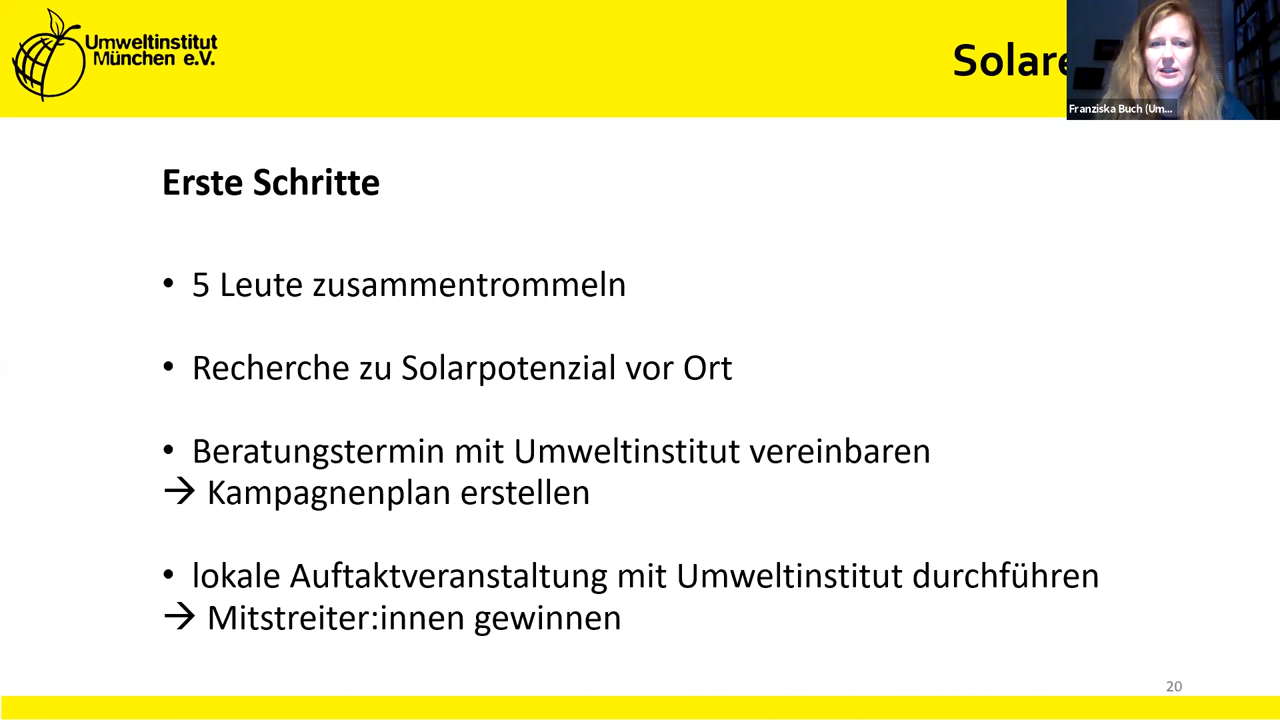 Umweltinstitut
München e.V.
Solare
Franziska Buch (Um...
Erste Schritte
• 5 Leute zusammentrommeln
• Recherche zu Solarpotenzial vor Ort
• Beratungstermin mit Umweltinstitut vereinbaren
→ Kampagnenplan erstellen
• lokale Auftaktveranstaltung mit Umweltinstitut durchführen
→ Mitstreiter:innen gewinnen
20